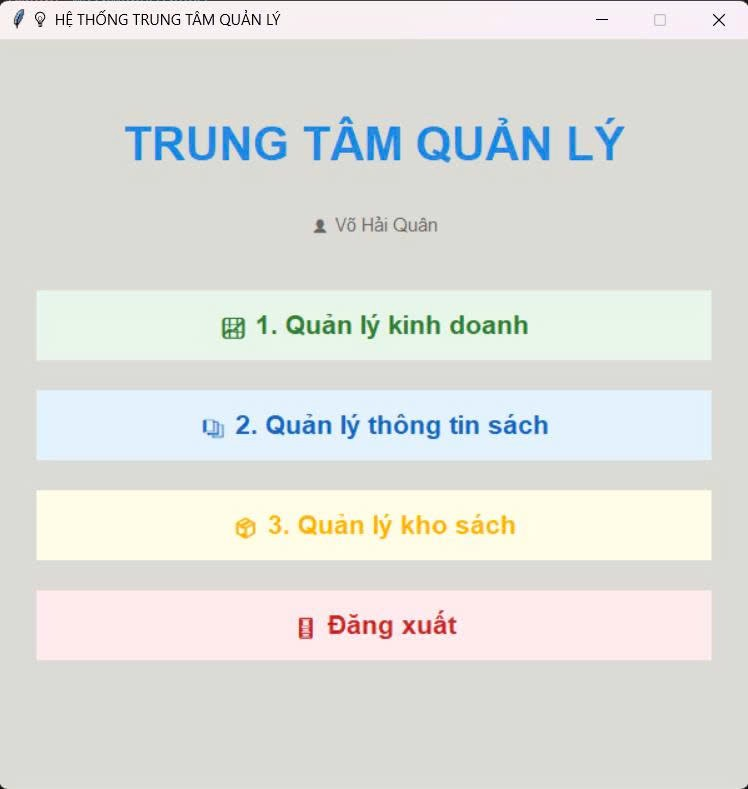 HỆ THỐNG TRUNG TÂM QUẢN LÝ
TRUNG TÂM QUẢN LÝ
Võ Hải Quân
1. Quản lý kinh doanh
2. Quản lý thông tin sách
3. Quản lý kho sách
Đăng xuất